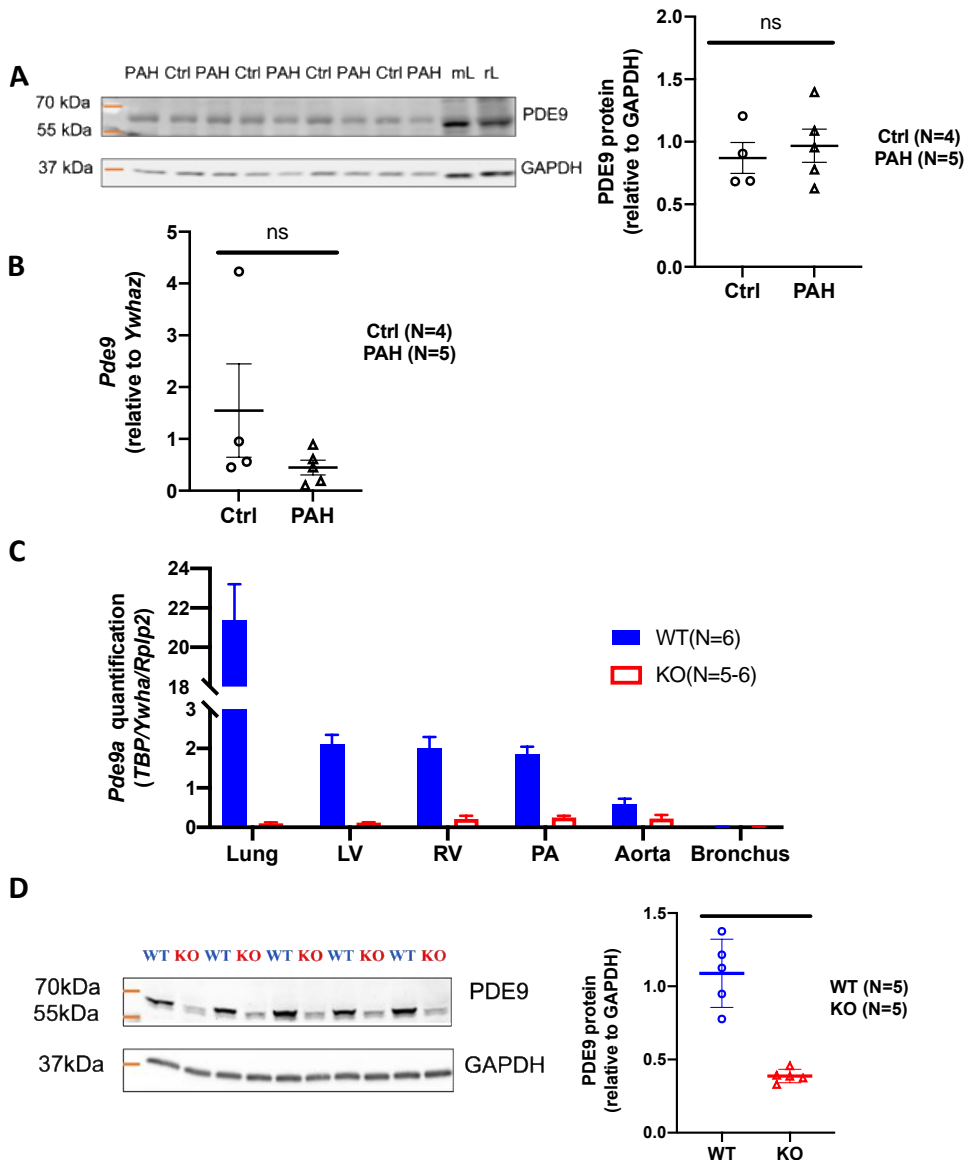 A
PAH Ctrl PAH Ctrl PAH Ctrl PAH Ctrl PAH mL rL
70 kDa
55 kDa
PDE9
37 kDa
GAPDH
PDE9 protein
(relative to GAPDH)
2.0
1.5
1.0
0.5
0.0
ns
Ctrl PAH
Ctrl (N=4)
PAH (N=5)
B
Pde9
(relative to Ywhaz)
5
4
3
2
1
0
ns
Ctrl PAH
Ctrl (N=4)
PAH (N=5)
C
Pde9a quantification
(TBP/Ywha/Rplp2)
24
22
20
18
3
2
1
0
WT(N=6)
KO(N=5-6)
Lung LV RV PA Aorta Bronchus
D
WT KO WT KO WT KO WT KO WT KO
70kDa
55kDa
PDE9
37kDa
GAPDH
PDE9 protein
(relative to GAPDH)
1.5
1.0
0.5
0.0
WT KO
WT (N=5)
KO (N=5)